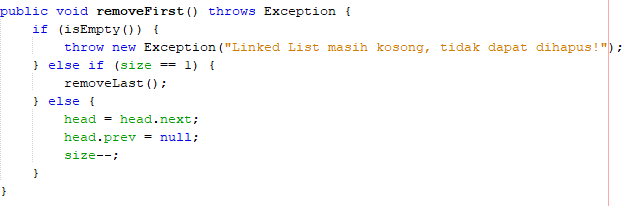 public void removeFirst() throws Exception {
    if (isEmpty()) {
        throw new Exception("Linked List masih kosong, tidak dapat dihapus!");
    } else if (size == 1) {
        removeLast();
    } else {
        head = head.next;
        head.prev = null;
        size--;
    }
}